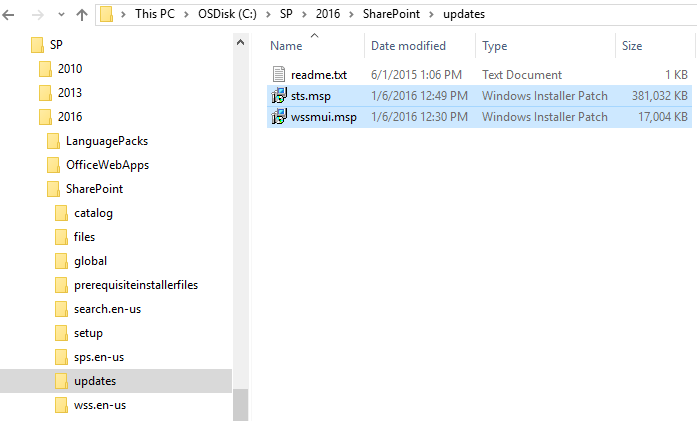 This PC > OSDisk (C:) > SP > 2016 > SharePoint > updates
SP
2010
2013
2016
LanguagePacks
OfficeWebApps
SharePoint
catalog
files
global
prerequisiteinstallerfiles
search.en-us
setup
sps.en-us
updates
wss.en-us
Name Date modified Type Size
readme.txt 6/1/2015 1:06 PM Text Document 1 KB
sts.msp 1/6/2016 12:49 PM Windows Installer Patch 381,032 KB
wssmui.msp 1/6/2016 12:30 PM Windows Installer Patch 17,004 KB